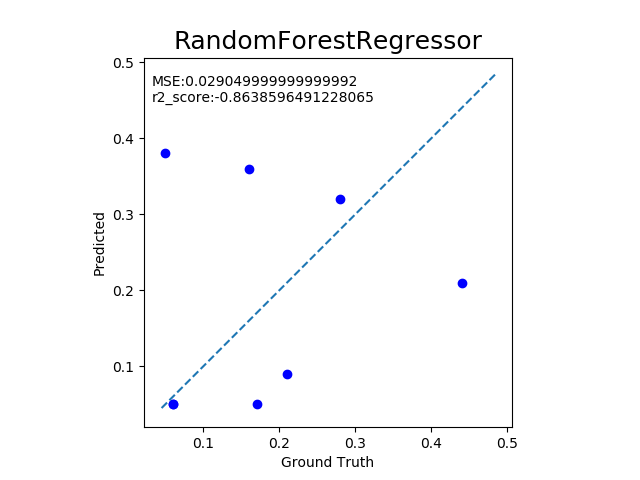 RandomForestRegressor
MSE:0.029049999999999992
r2_score:-0.8638596491228065
0.5
0.4
0.3
0.2
0.1
Predicted
0.1 0.2 0.3 0.4 0.5
Ground Truth